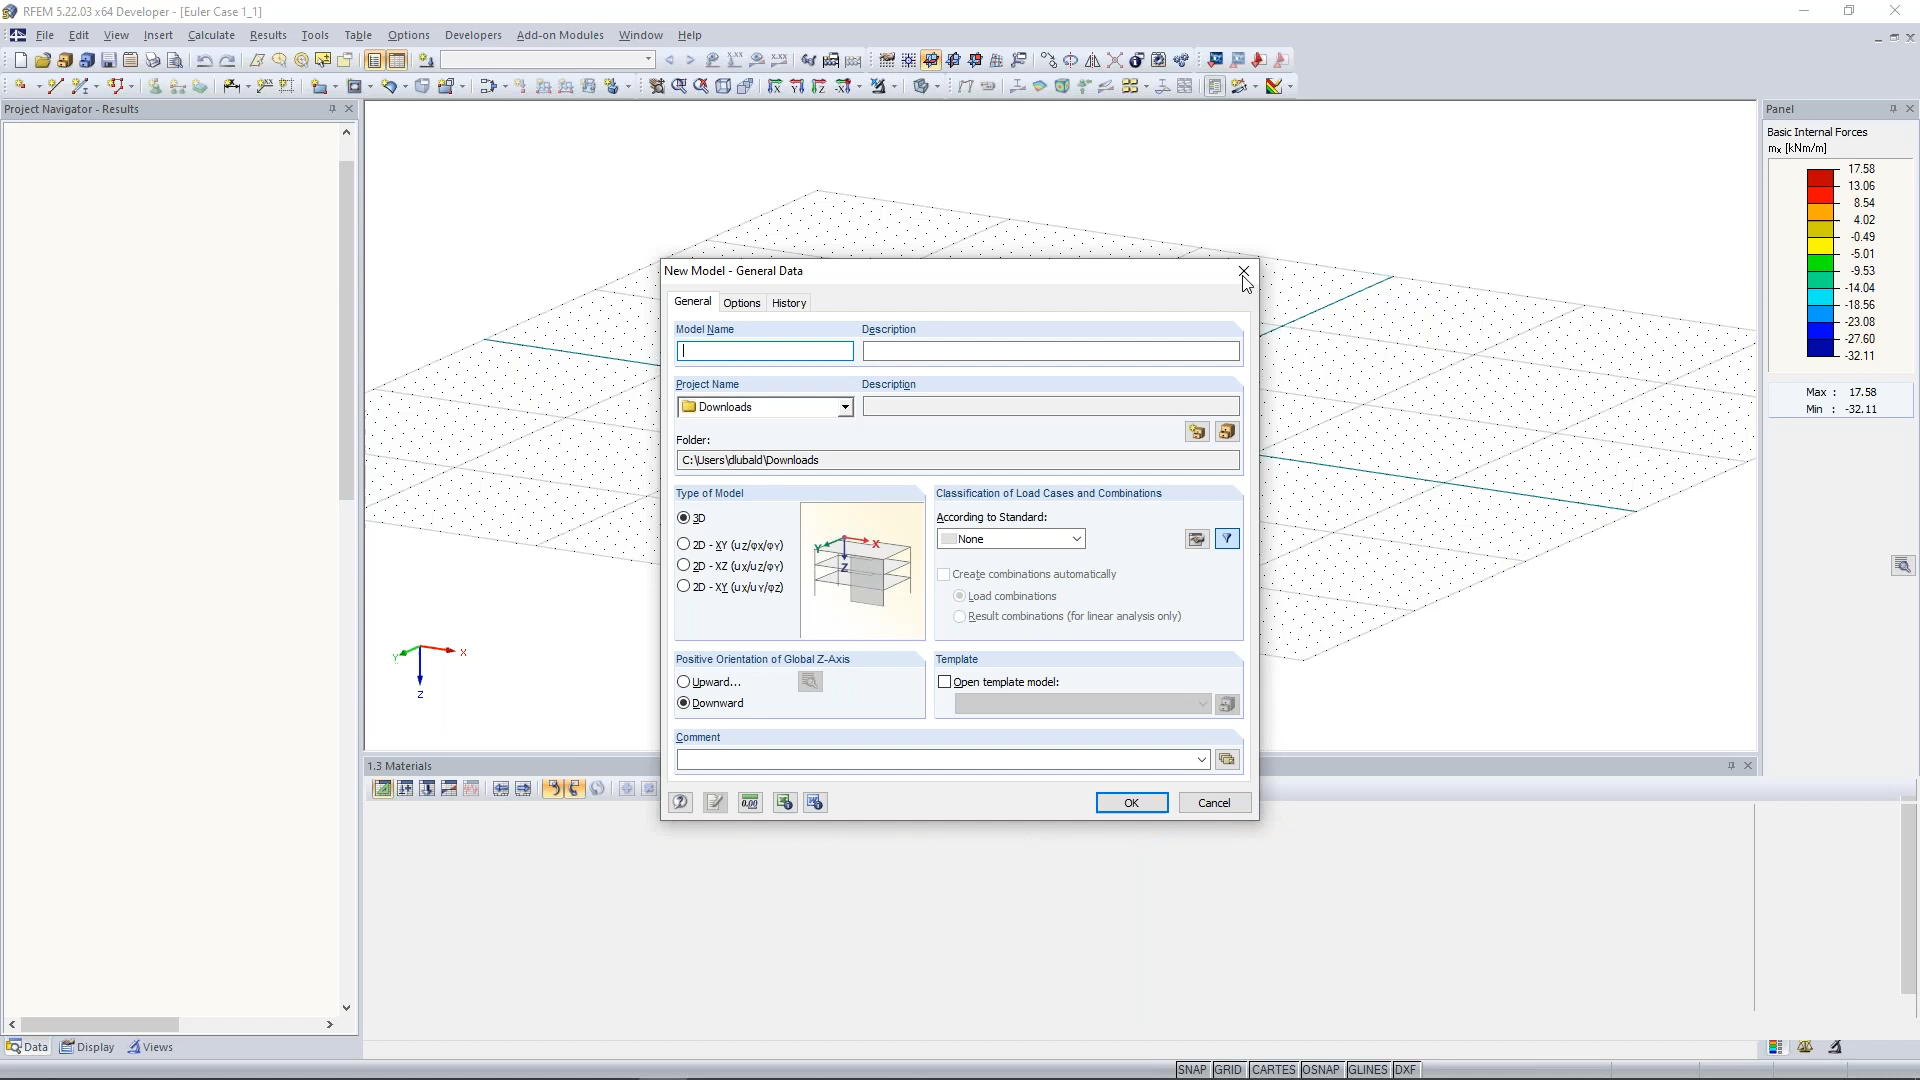 RFEM 5.22.03 x64 Developer - [Euler Case 1_1]
File Edit View Insert Calculate Results Tools Table Options Developers Add-on Modules Window Help
Project Navigator - Results
Panel
Basic Internal Forces
mx [kNm/m]
17.58
13.06
8.54
4.02
-0.49
-5.01
-9.53
-14.04
-18.56
-23.08
-27.60
-32.11
Max : 17.58
Min : -32.11
New Model - General Data
General Options History
Model Name Description
Project Name Description
Downloads
Folder:
C:\Users\dlubald\Downloads
Type of Model
3D
2D - XY (uZ/φX/φY)
2D - XZ (uX/uZ/φY)
2D - XY (uX/uY/φZ)
Y X
Z
Classification of Load Cases and Combinations
According to Standard:
None
Create combinations automatically
Load combinations
Result combinations (for linear analysis only)
Positive Orientation of Global Z-Axis
Upward...
Downward
Template
Open template model:
Comment
0.00
OK Cancel
Y X
Z
1.3 Materials
Data Display Views
SNAP GRID CARTES OSNAP GLINES DXF